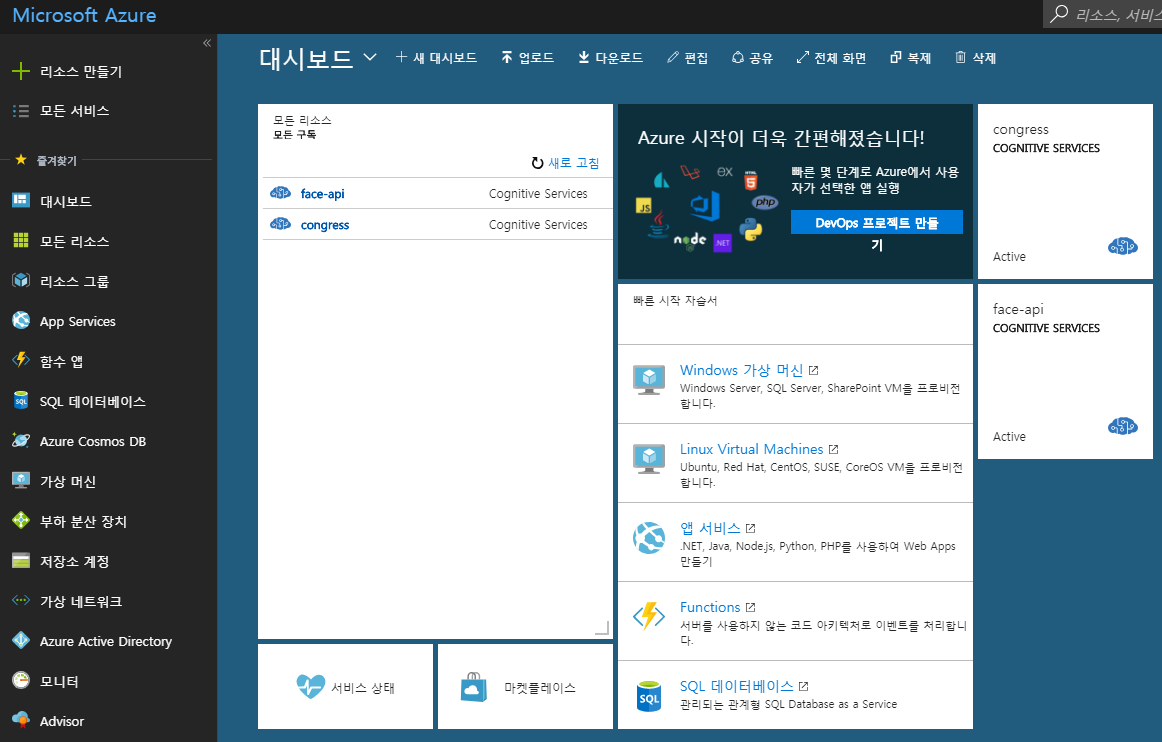 Microsoft Azure
리소스, 서비스
«
리소스 만들기
모든 서비스
즐겨찾기
대시보드
모든 리소스
리소스 그룹
App Services
함수 앱
SQL 데이터베이스
Azure Cosmos DB
가상 머신
부하 분산 장치
저장소 계정
가상 네트워크
Azure Active Directory
모니터
Advisor
대시보드
새 대시보드
업로드
다운로드
편집
공유
전체 화면
복제
삭제
모든 리소스
모든 구독
새로 고침
face-api Cognitive Services
congress Cognitive Services
서비스 상태
마켓플레이스
Azure 시작이 더욱 간편해졌습니다!
빠른 몇 단계로 Azure에서 사용
자가 선택한 앱 실행
DevOps 프로젝트 만들
기
ex
HTML
5
JS
php
Java
node
.NET
빠른 시작 자습서
Windows 가상 머신
Windows Server, SQL Server, SharePoint VM을 프로비전
합니다.
Linux Virtual Machines
Ubuntu, Red Hat, CentOS, SUSE, CoreOS VM을 프로비전
합니다.
앱 서비스
.NET, Java, Node.js, Python, PHP를 사용하여 Web Apps
만들기
Functions
서버를 사용하지 않는 코드 아키텍처로 이벤트를 처리합니
다.
SQL
SQL 데이터베이스
관리되는 관계형 SQL Database as a Service
congress
COGNITIVE SERVICES
Active
face-api
COGNITIVE SERVICES
Active